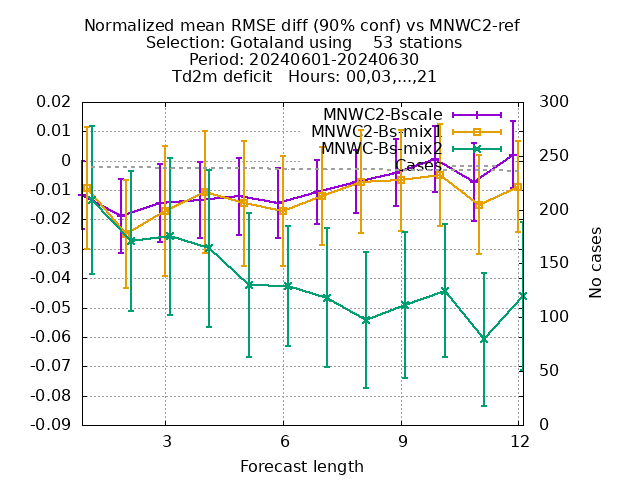 Normalized mean RMSE diff (90% conf) vs MNWC2-ref
Selection: Gotaland using    53 stations
Period: 20240601-20240630
Td2m deficit   Hours: 00,03,...,21
MNWC2-Bscale
MNWC2-Bs-mix1
MNWC-Bs-mix2
Cases
0.02
0.01
0
-0.01
-0.02
-0.03
-0.04
-0.05
-0.06
-0.07
-0.08
-0.09
300
250
200
150
100
50
0
No cases
3
6
9
12
Forecast length